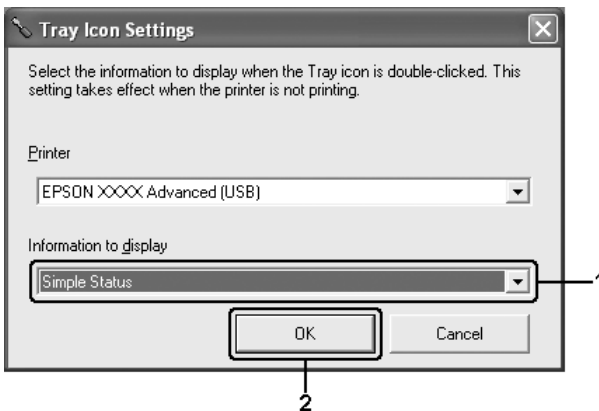 Tray Icon Settings
Select the information to display when the Tray icon is double-clicked. This
setting takes effect when the printer is not printing.
Printer
EPSON XXXX Advanced (USB)
Information to display
Simple Status
1
OK
Cancel
2